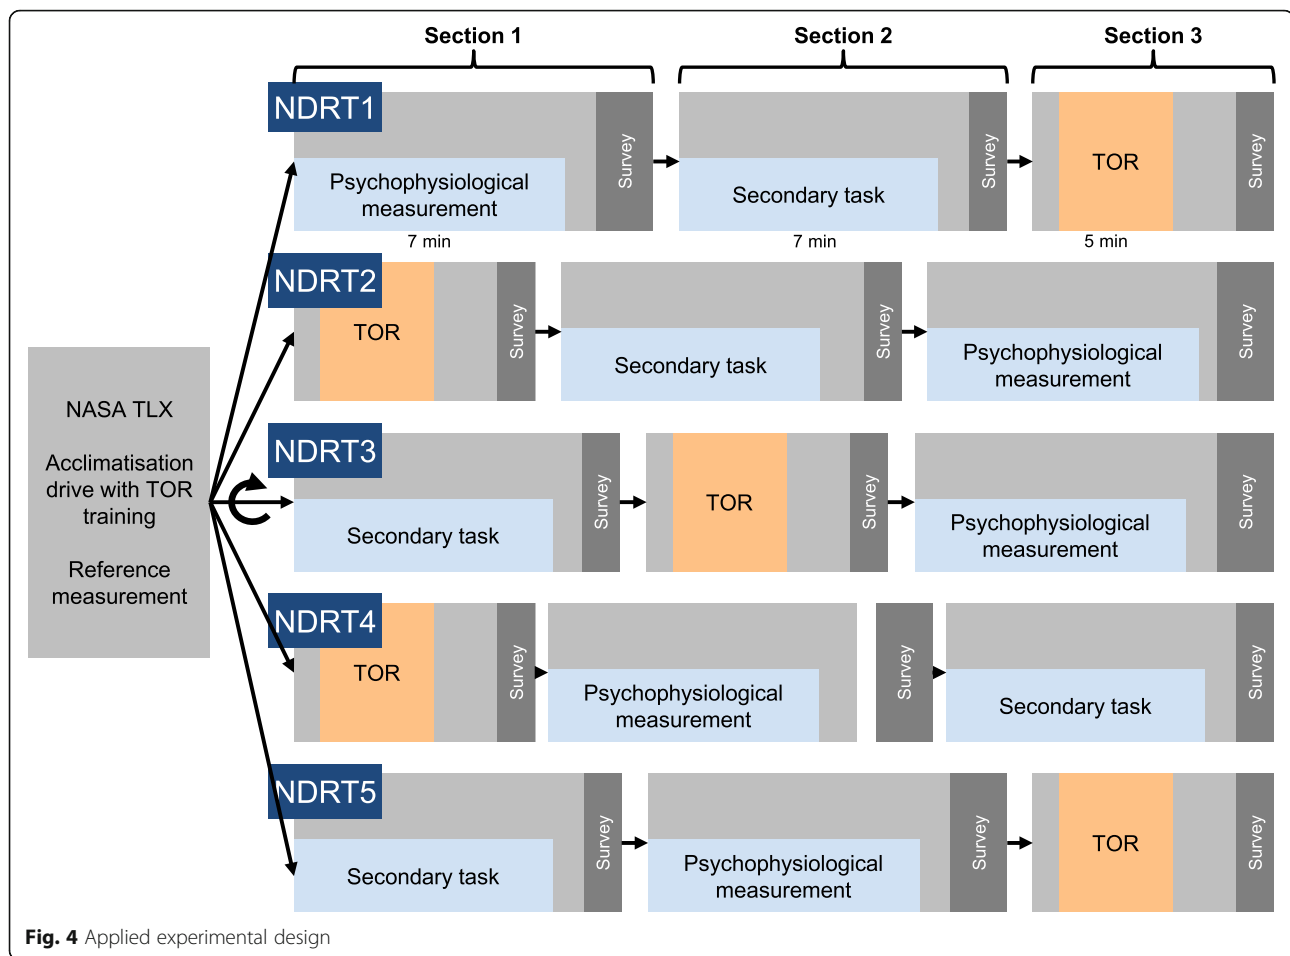 Section 1
Section 2
Section 3
NDRT1
Psychophysiological
measurement
Survey
Secondary task
Survey
TOR
Survey
7 min
7 min
5 min
NDRT2
TOR
Survey
Secondary task
Survey
Psychophysiological
measurement
Survey
NASA TLX
Acclimatisation
drive with TOR
training
Reference
measurement
NDRT3
Secondary task
Survey
TOR
Survey
Psychophysiological
measurement
Survey
NDRT4
TOR
Survey
Psychophysiological
measurement
Survey
Secondary task
Survey
NDRT5
Secondary task
Survey
Psychophysiological
measurement
Survey
TOR
Survey
Fig. 4 Applied experimental design